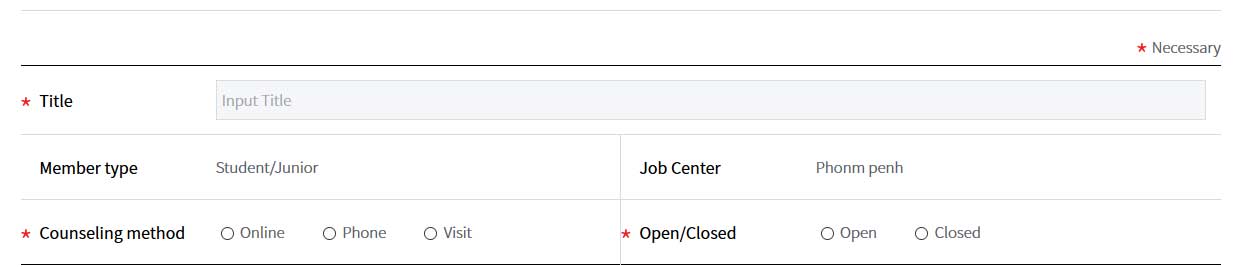 * Necessary
* Title Input Title
Member type Student/Junior Job Center Phonm penh
* Counseling method Online Phone Visit * Open/Closed Open Closed